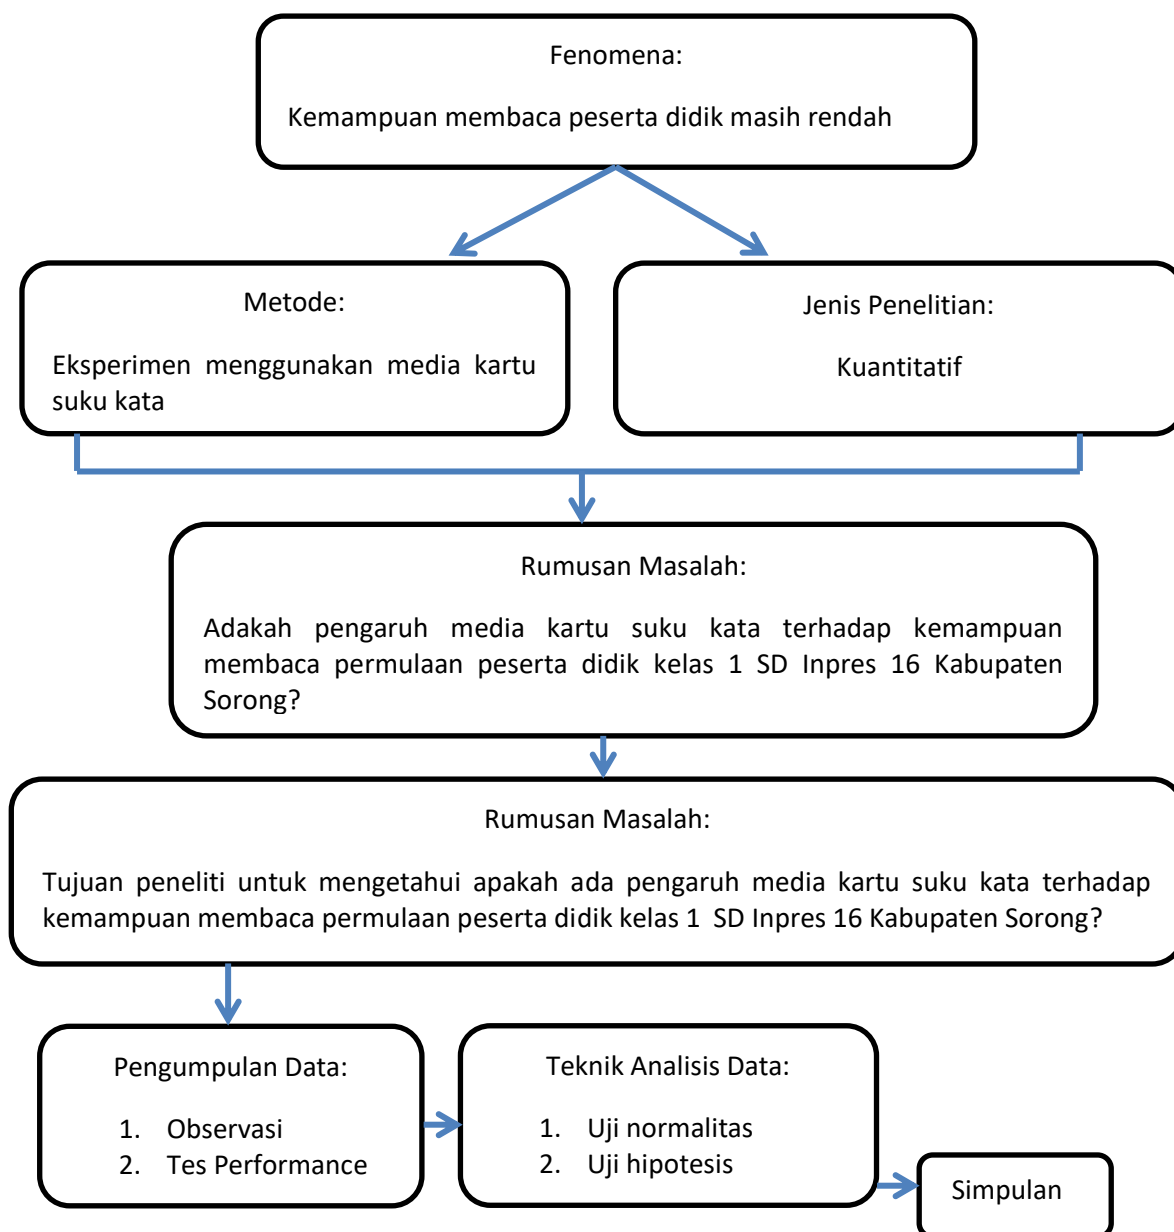 Fenomena:
Kemampuan membaca peserta didik masih rendah
Metode:
Eksperimen menggunakan media kartu
suku kata
Jenis Penelitian:
Kuantitatif
Rumusan Masalah:
Adakah pengaruh media kartu suku kata terhadap kemampuan
membaca permulaan peserta didik kelas 1 SD Inpres 16 Kabupaten
Sorong?
Rumusan Masalah:
Tujuan peneliti untuk mengetahui apakah ada pengaruh media kartu suku kata terhadap
kemampuan membaca permulaan peserta didik kelas 1 SD Inpres 16 Kabupaten Sorong?
Pengumpulan Data:
1. Observasi
2. Tes Performance
Teknik Analisis Data:
1. Uji normalitas
2. Uji hipotesis
Simpulan